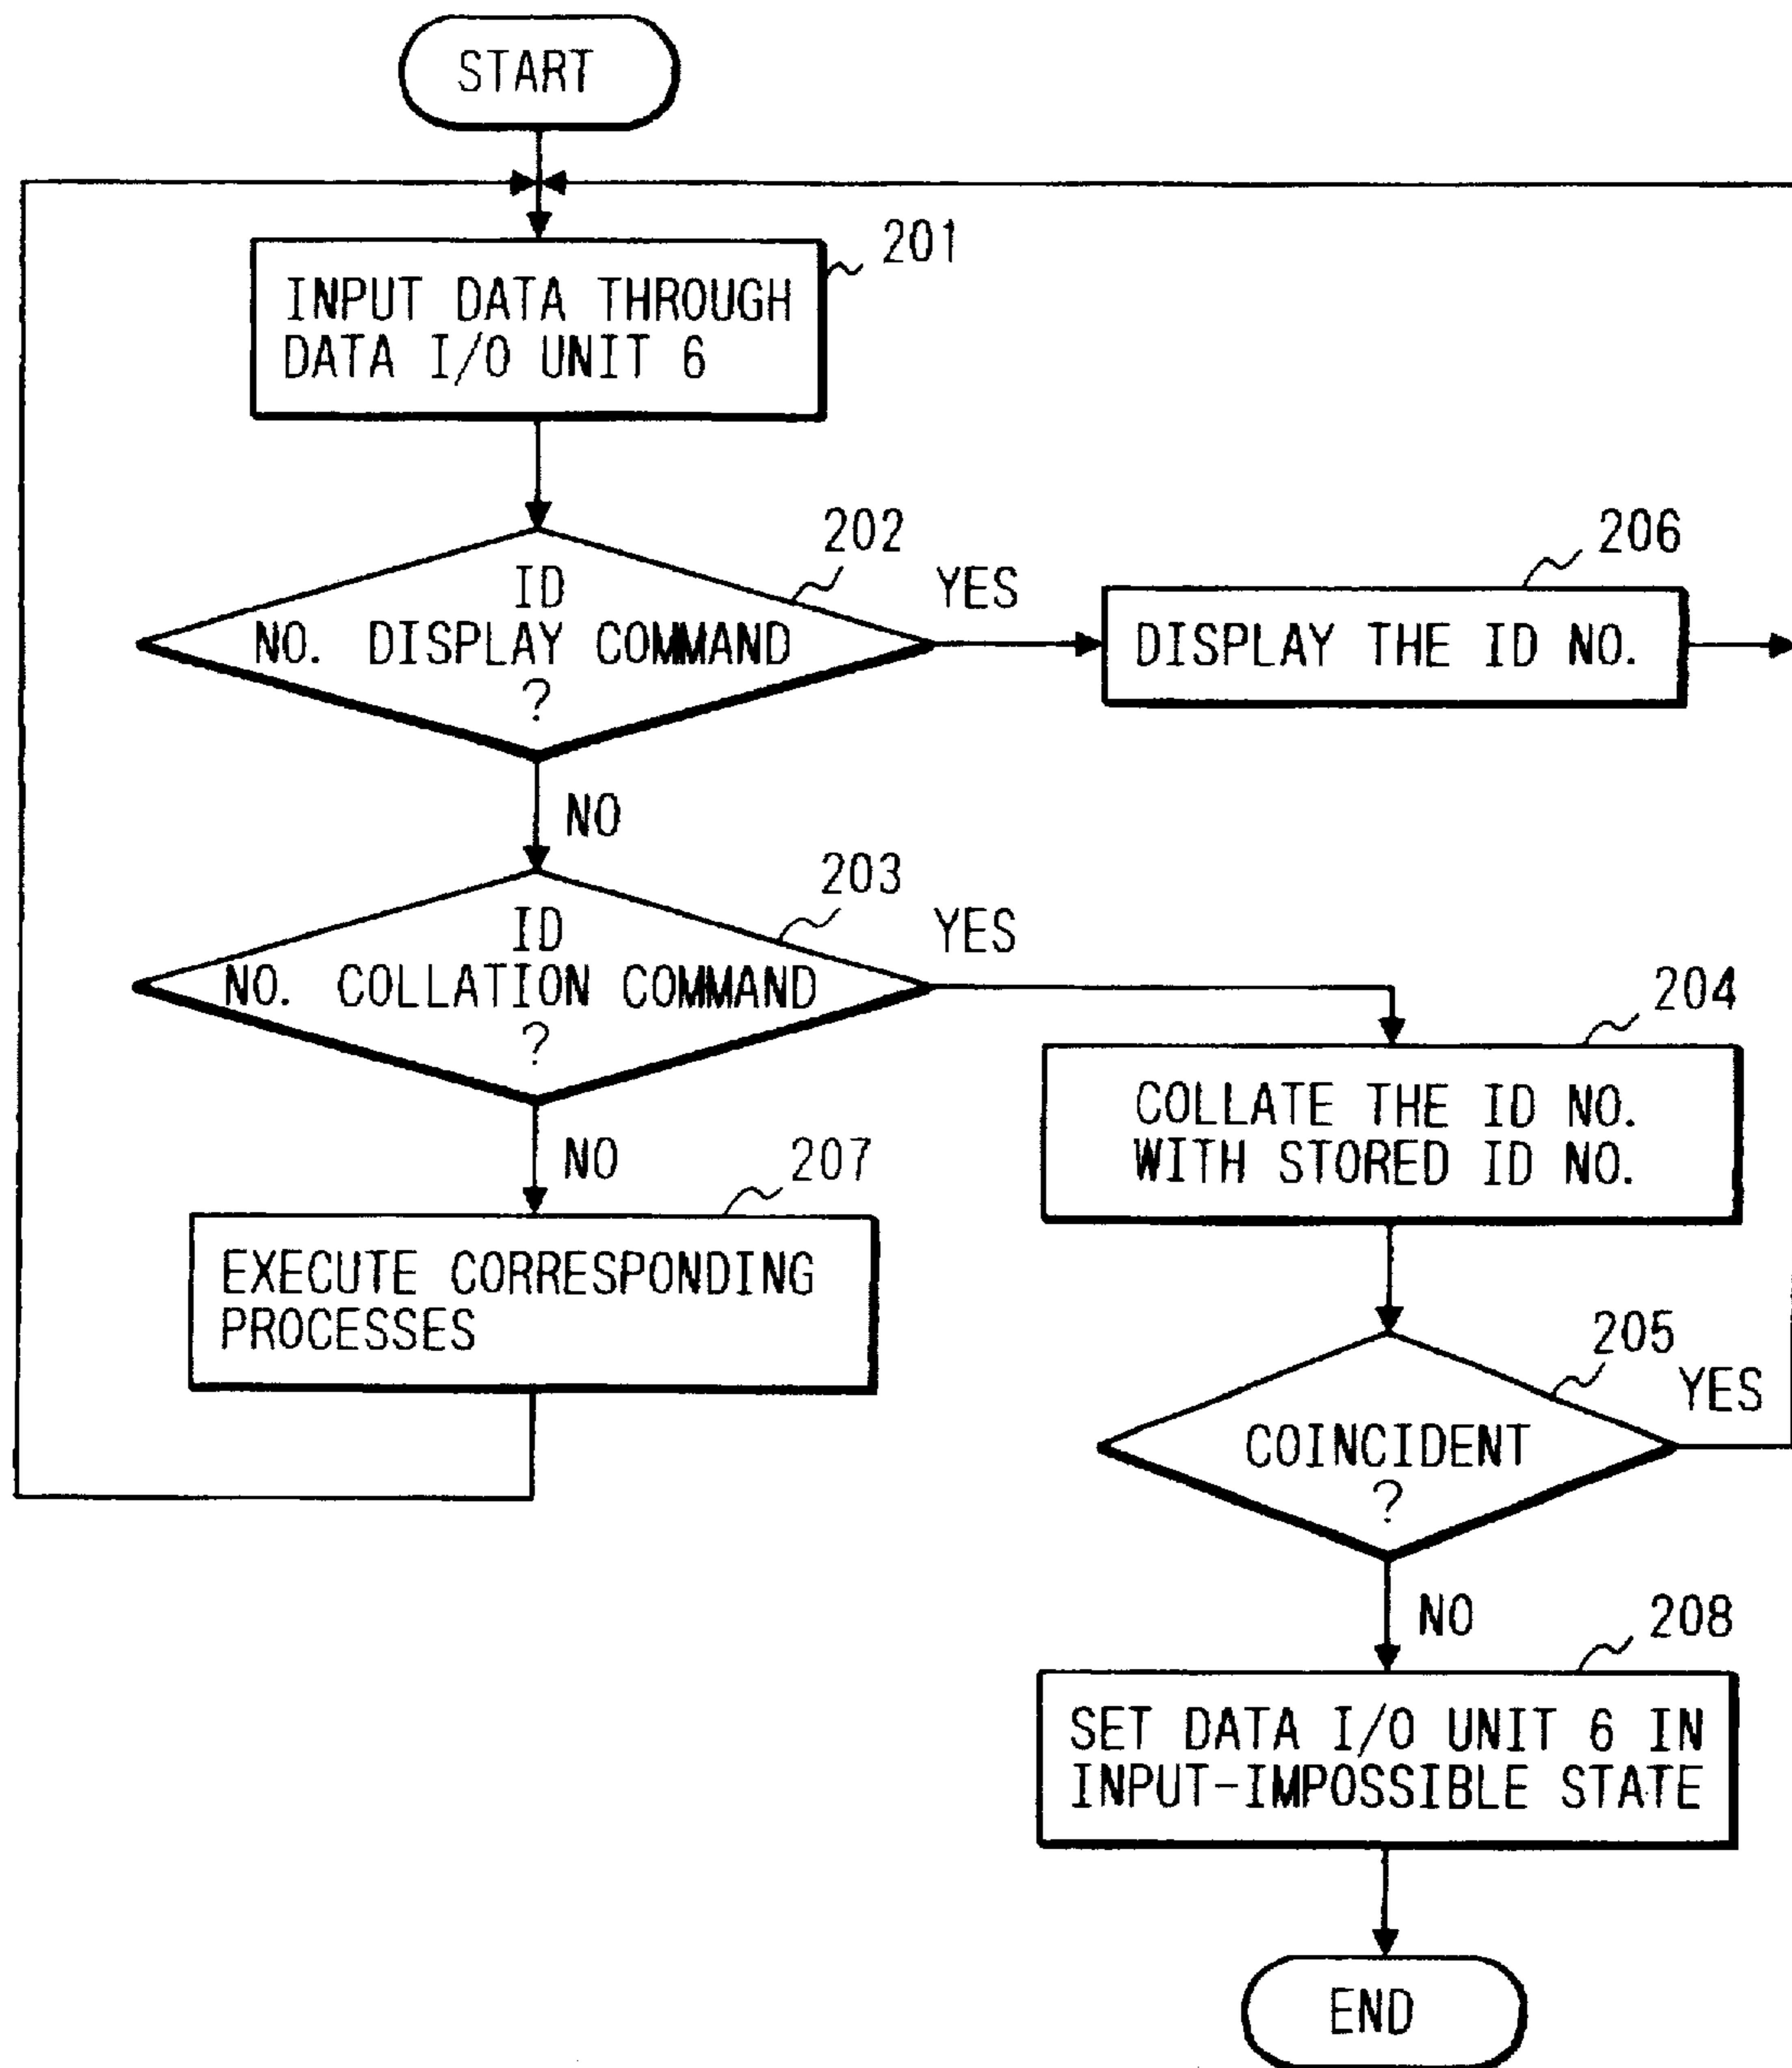 START
201
INPUT DATA THROUGH
DATA I/O UNIT 6
202
ID
NO. DISPLAY COMMAND
?
YES
206
DISPLAY THE ID NO.
NO
203
ID
NO. COLLATION COMMAND
?
YES
204
COLLATE THE ID NO.
WITH STORED ID NO.
NO
207
EXECUTE CORRESPONDING
PROCESSES
205
COINCIDENT
?
YES
NO
208
SET DATA I/O UNIT 6 IN
INPUT-IMPOSSIBLE STATE
END